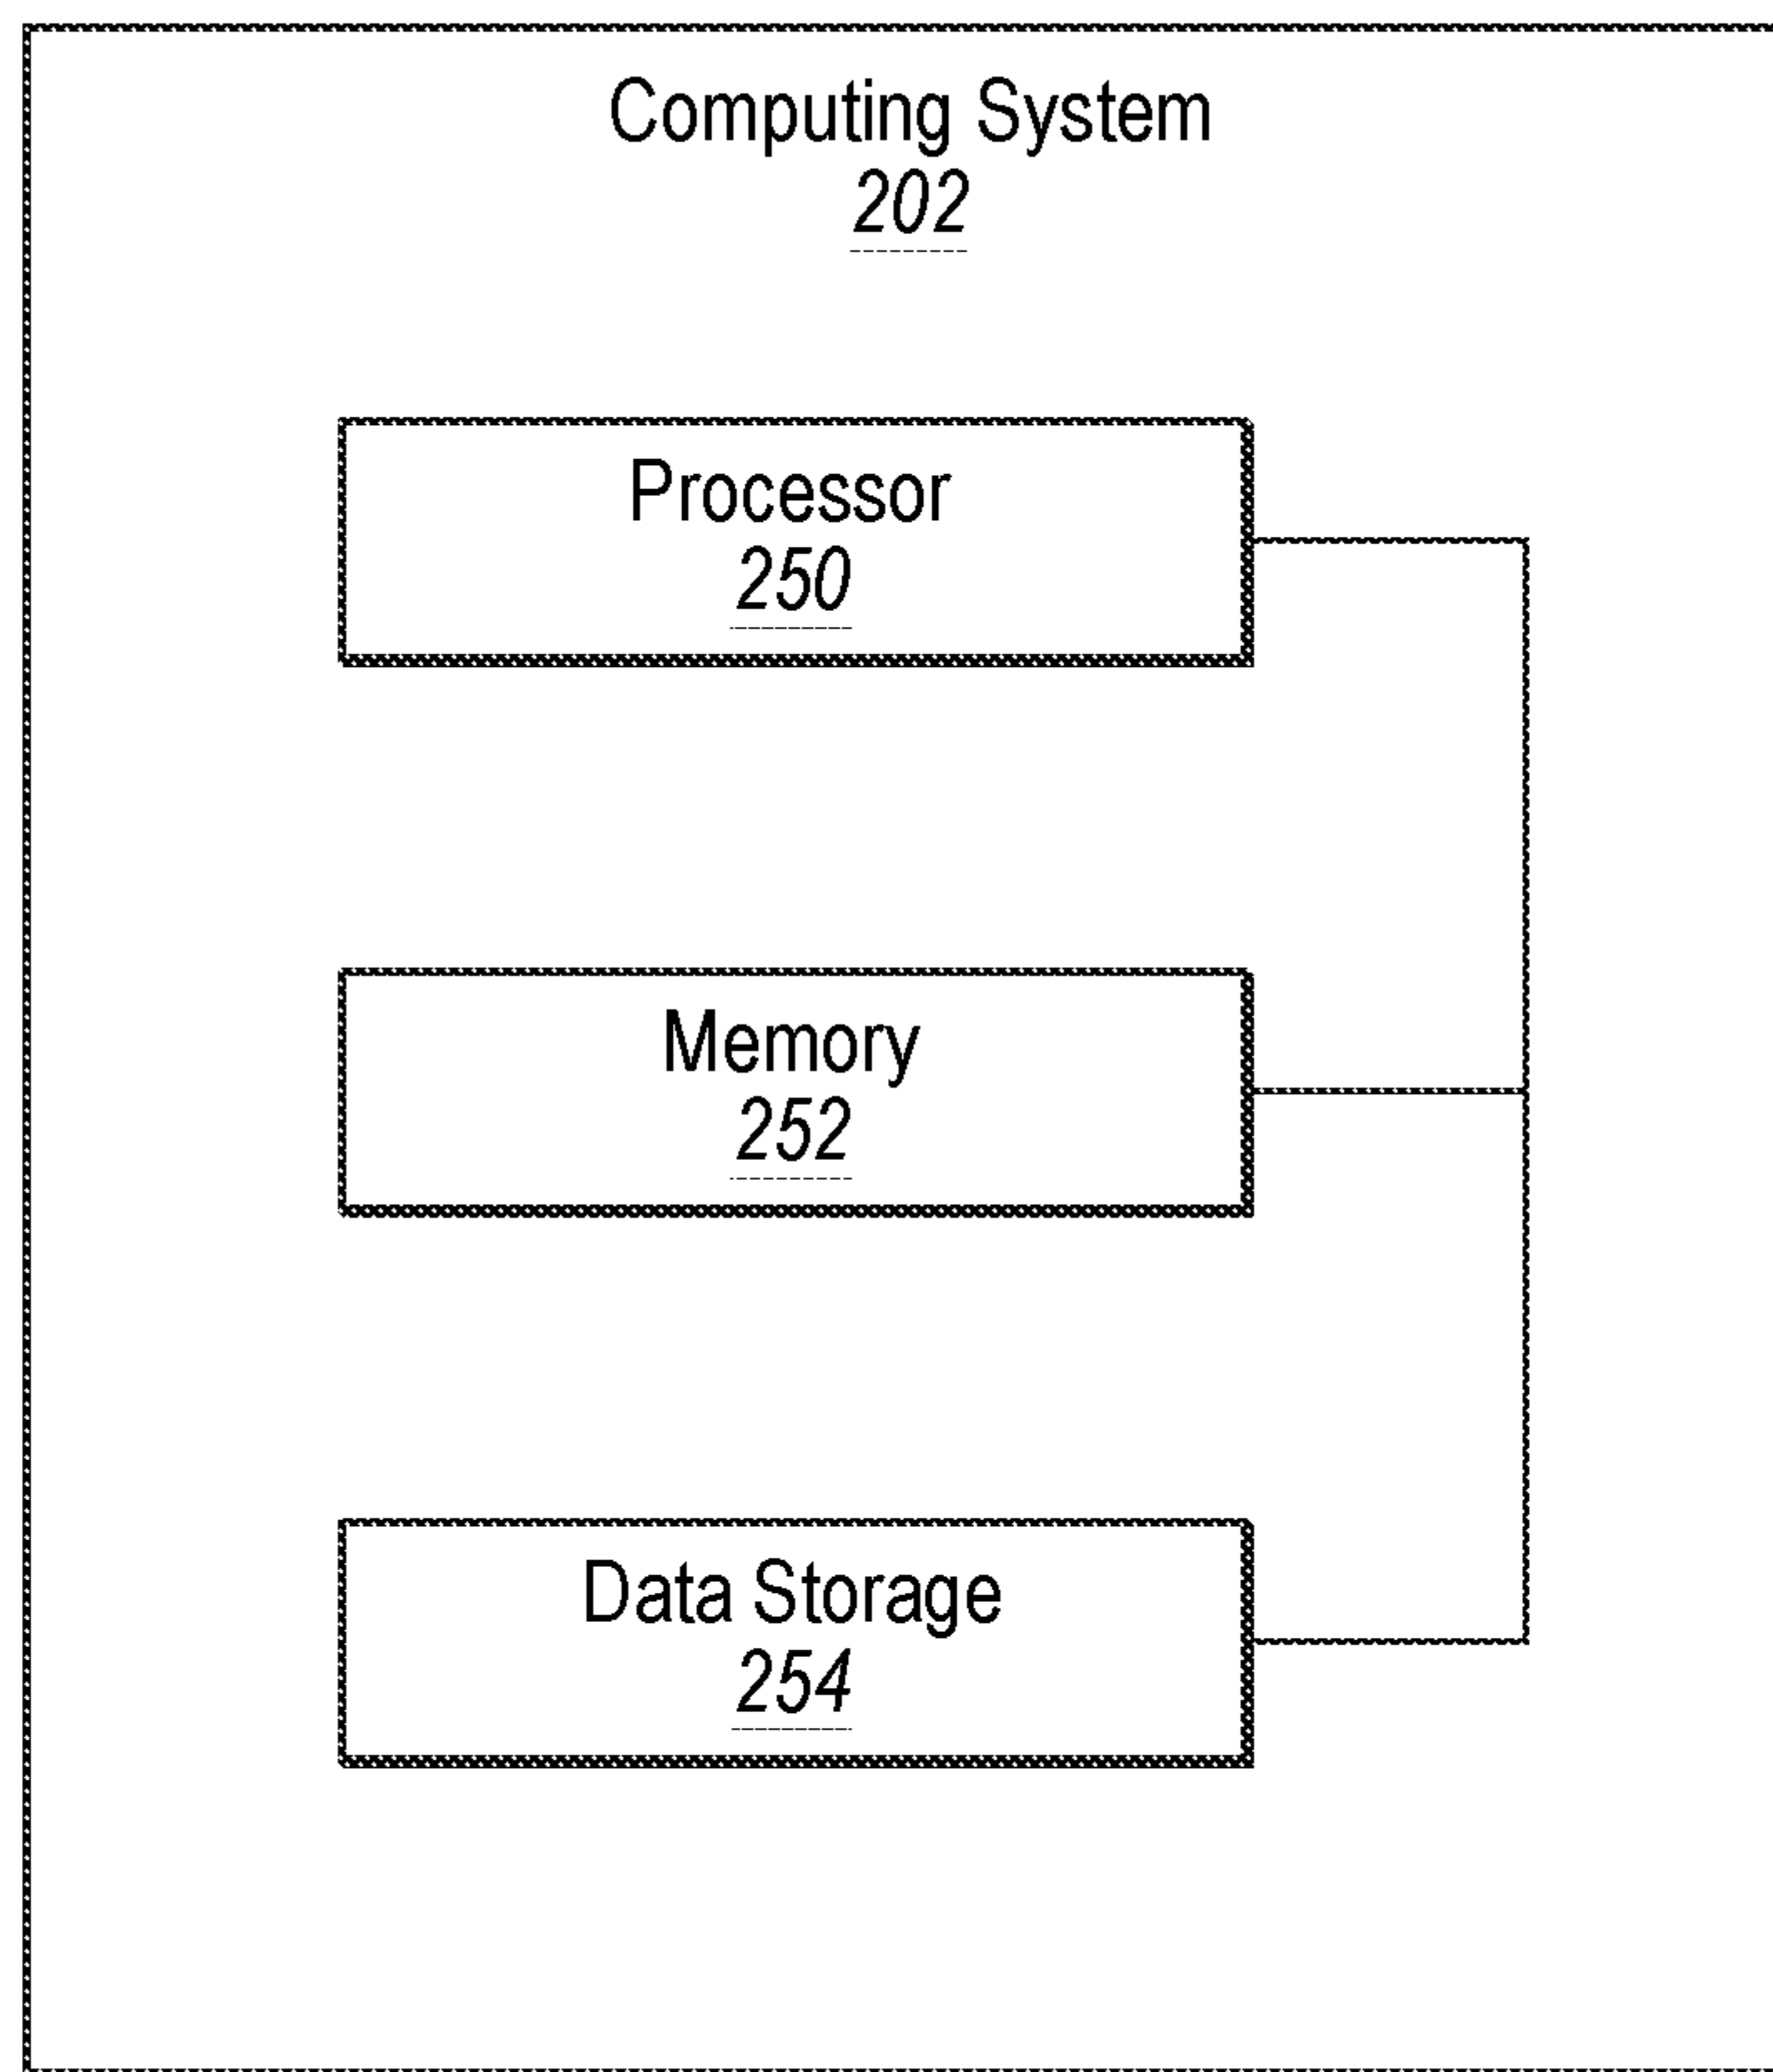 Computing System
202
Processor
250
Memory
252
Data Storage
254